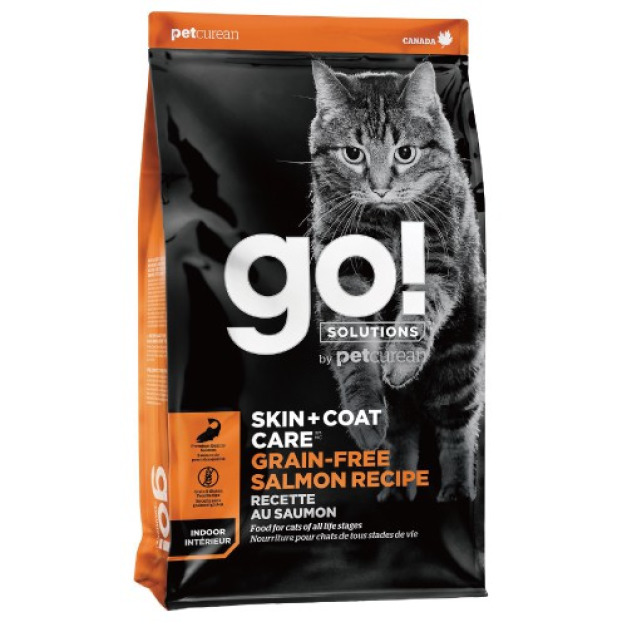 petcurean
CANADA
go!
SOLUTIONS
by petcurean
SKIN + COAT
CARE
GRAIN-FREE
SALMON RECIPE
RECETTE
AU SAUMON
Food for cats of all life stages
Nourriture pour chats de tous stades de vie
INDOOR
INTÉRIEUR
go!